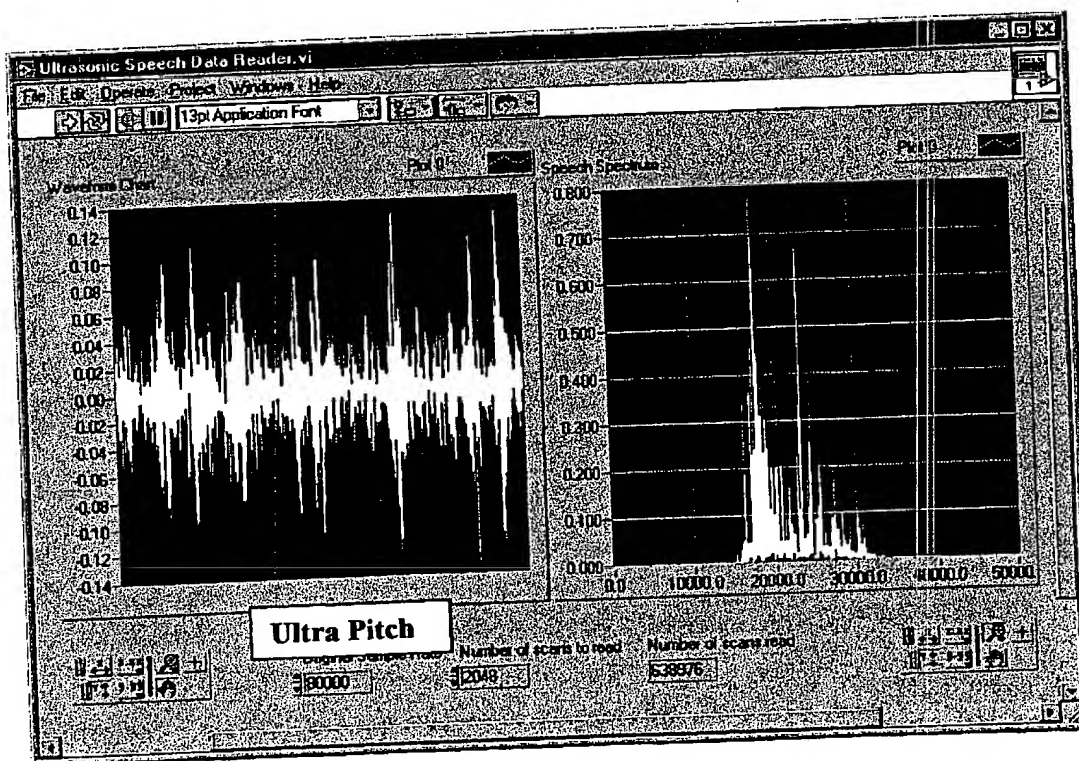 Ultrasonic Speech Data Reader.vi
File Edit Operate Project Windows Help
13pt Application Font
1
Waveform Chart
Plot 0
0.14
0.12
0.10
0.08
0.06
0.04
0.02
0.00
-0.02
-0.04
-0.06
-0.08
-0.10
-0.12
-0.14
Speech Spectrum
Plot 0
0.800
0.700
0.600
0.500
0.400
0.300
0.200
0.100
0.000
0.0 10000.0 20000.0 30000.0 40000.0 50000.
Ultra Pitch
Number of scans to read
Number of scans read
2048
638976